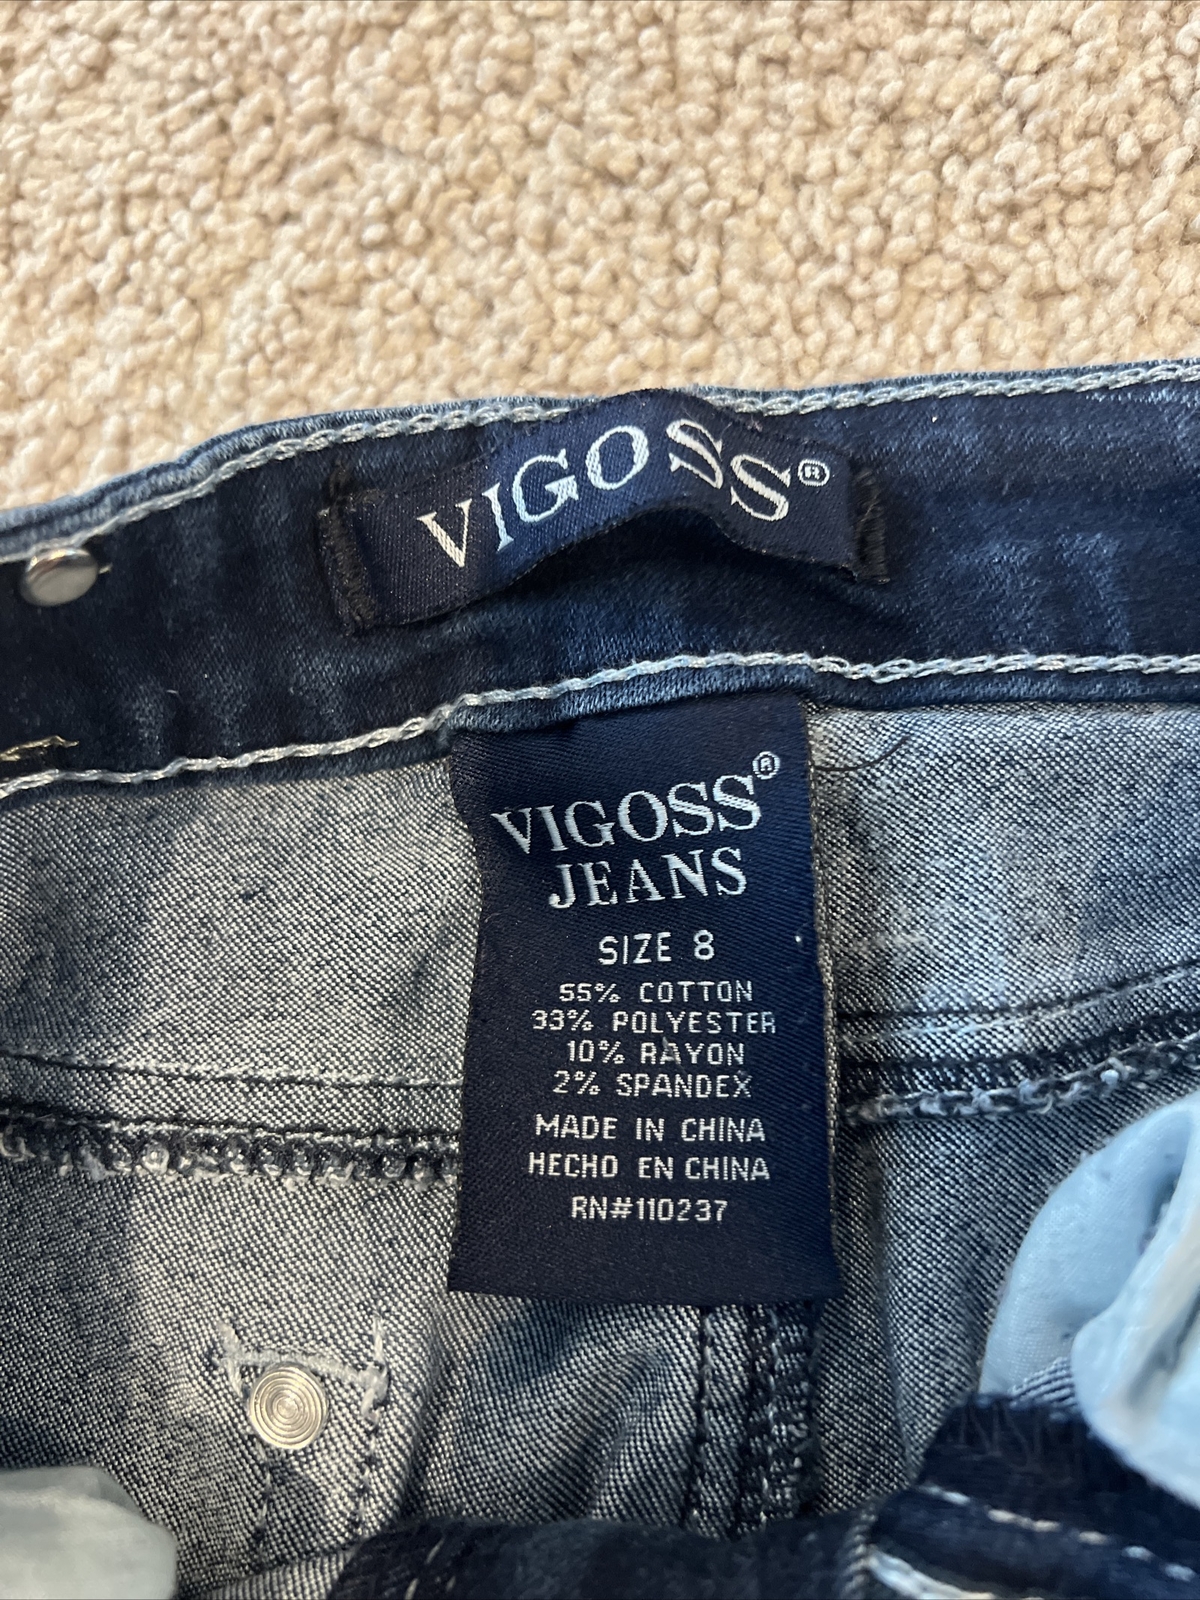 VIGOSS®
VIGOSS®
JEANS
SIZE 8
55% COTTON
33% POLYESTER
10% RAYON
2% SPANDEX
MADE IN CHINA
HECHO EN CHINA
RN#110237